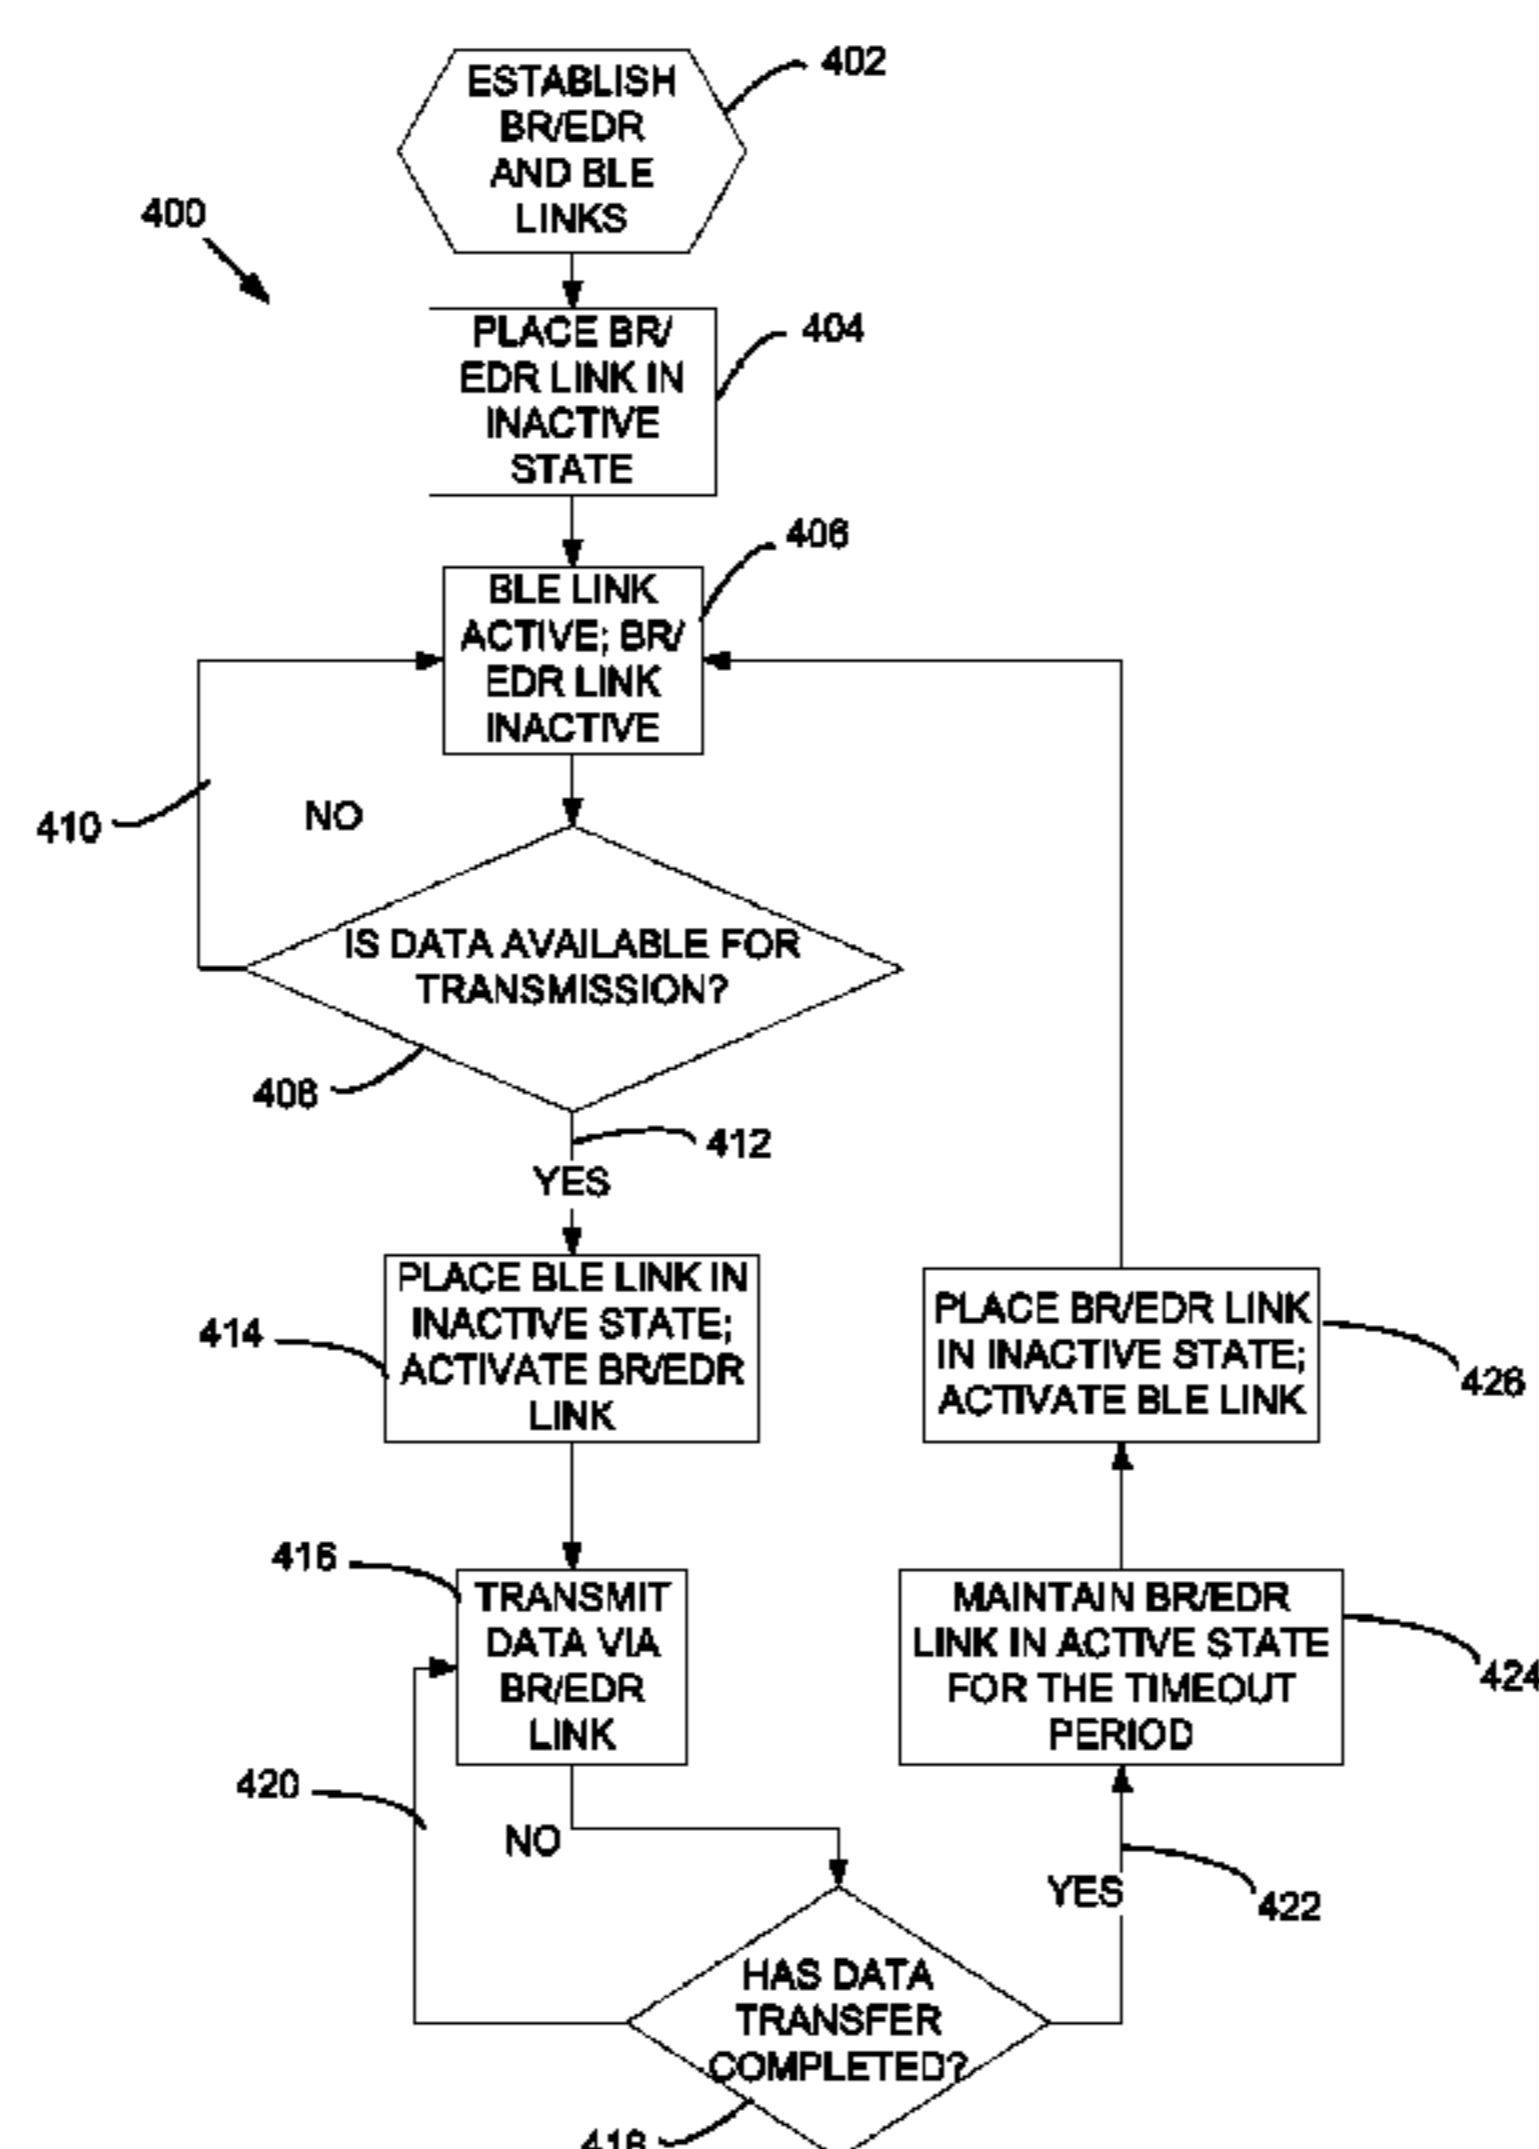 402
ESTABLISH
BR/EDR
AND BLE
LINKS
400
404
PLACE BR/
EDR LINK IN
INACTIVE
STATE
406
BLE LINK
ACTIVE; BR/
EDR LINK
INACTIVE
410
NO
IS DATA AVAILABLE FOR
TRANSMISSION?
408
412
YES
414
PLACE BLE LINK IN
INACTIVE STATE;
ACTIVATE BR/EDR
LINK
PLACE BR/EDR LINK
IN INACTIVE STATE;
ACTIVATE BLE LINK
426
416
TRANSMIT
DATA VIA
BR/EDR
LINK
MAINTAIN BR/EDR
LINK IN ACTIVE STATE
FOR THE TIMEOUT
PERIOD
424
420
NO
YES
422
HAS DATA
TRANSFER
COMPLETED?
418